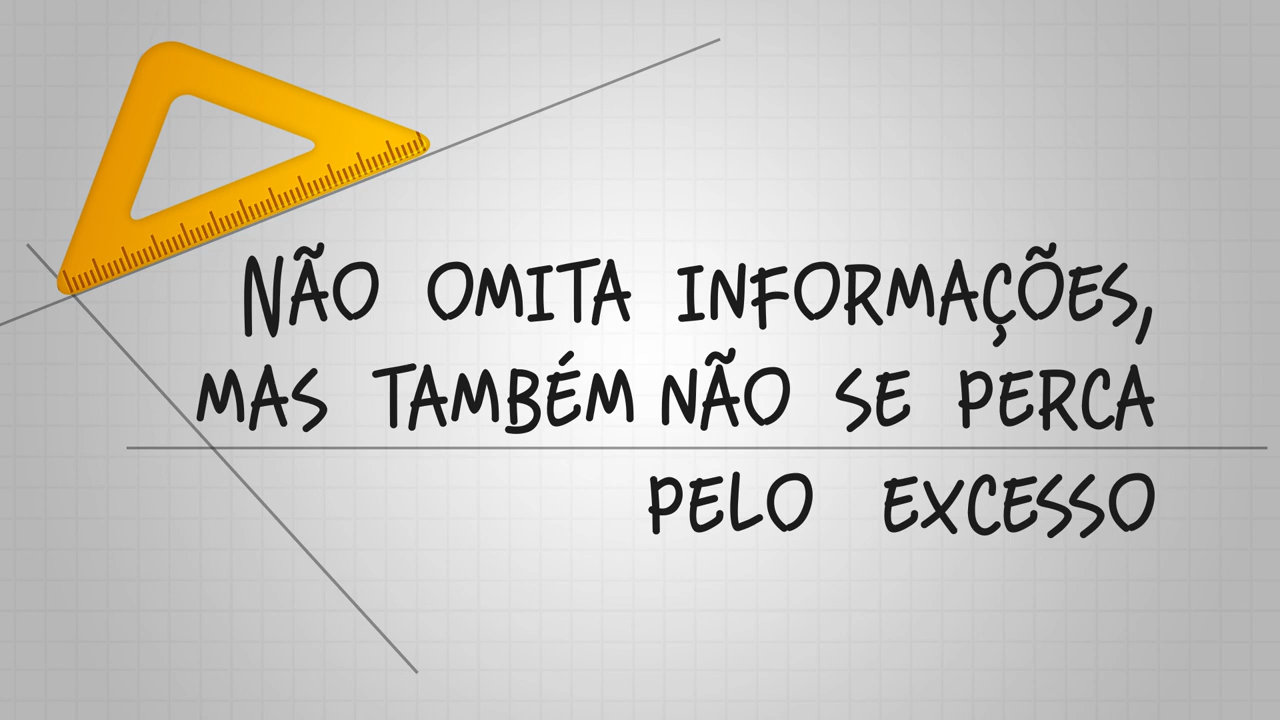 NÃO OMITA INFORMAÇÕES,
MAS TAMBÉM NÃO SE PERCA
PELO EXCESSO